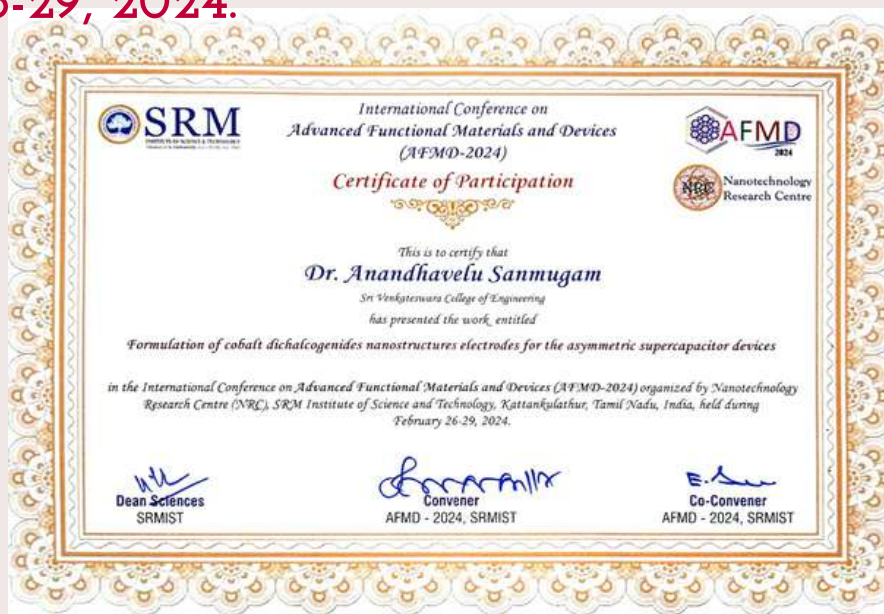 -29, 2024.
SRM
INSTITUTE OF SCIENCE & TECHNOLOGY
International Conference on
Advanced Functional Materials and Devices
(AFMD-2024)
AFMD
2024
Certificate of Participation
NRC
Nanotechnology
Research Centre
This is to certify that
Dr. Anandhavelu Sanmugam
Sri Venkateswara College of Engineering
has presented the work entitled
Formulation of cobalt dichalcogenides nanostructures electrodes for the asymmetric supercapacitor devices
in the International Conference on Advanced Functional Materials and Devices (AFMD-2024) organized by Nanotechnology
Research Centre (NRC), SRM Institute of Science and Technology, Kattankulathur, Tamil Nadu, India, held during
February 26-29, 2024.
Dean Sciences
SRMIST
Convener
AFMD - 2024, SRMIST
E.
Co-Convener
AFMD - 2024, SRMIST